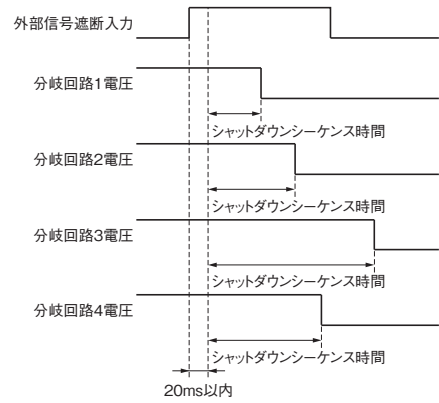 外部信号遮断入力
分岐回路1電圧
シャットダウンシーケンス時間
分岐回路2電圧
シャットダウンシーケンス時間
分岐回路3電圧
シャットダウンシーケンス時間
分岐回路4電圧
シャットダウンシーケンス時間
20ms以内